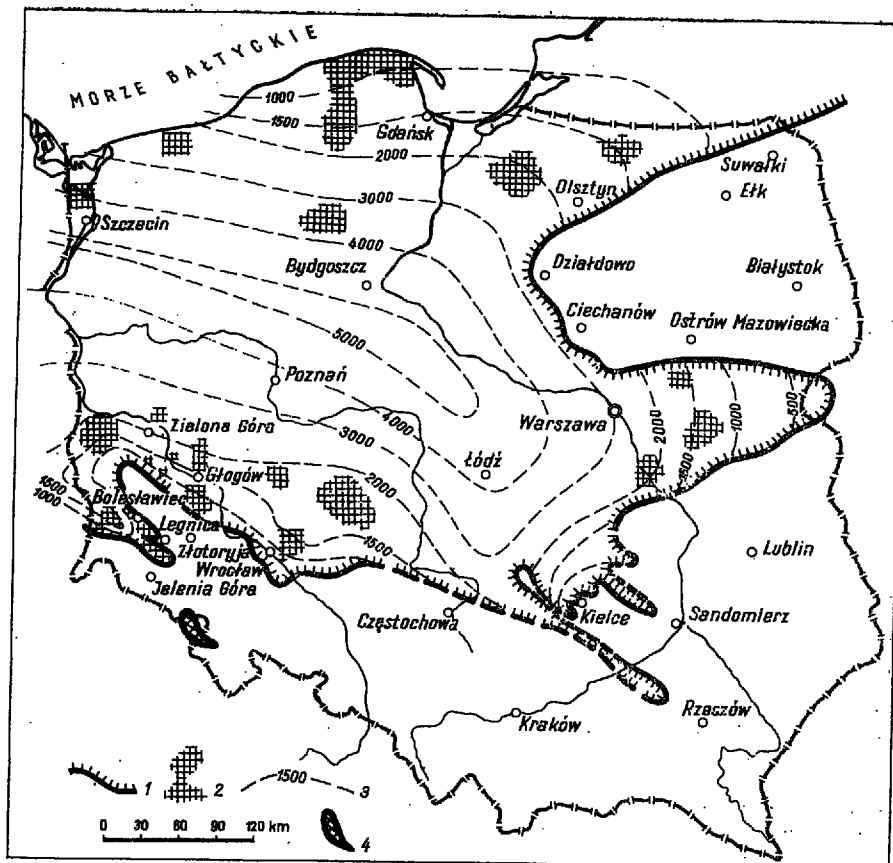 MORZE BAŁTYCKIE
1000
1500
Gdańsk
2000
Suwałki
Ełk
Olsztyn
3000
Szczecin
4000
Działdowo
Białystok
Bydgoszcz
Ciechanów
Ostrów Mazowiecka
5000
Poznań
500
1000
2000
1500
Warszawa
4000
3000
Zielona Góra
Łódź
Głogów
2000
1500
1000
Bolesławiec
Legnica
1500
Złotoryja
Wrocław
Lublin
Jelenia Góra
Kielce
Częstochowa
Sandomierz
Kraków
Rzeszów
1
2
1500
3
0 30 60 90 120 km
4